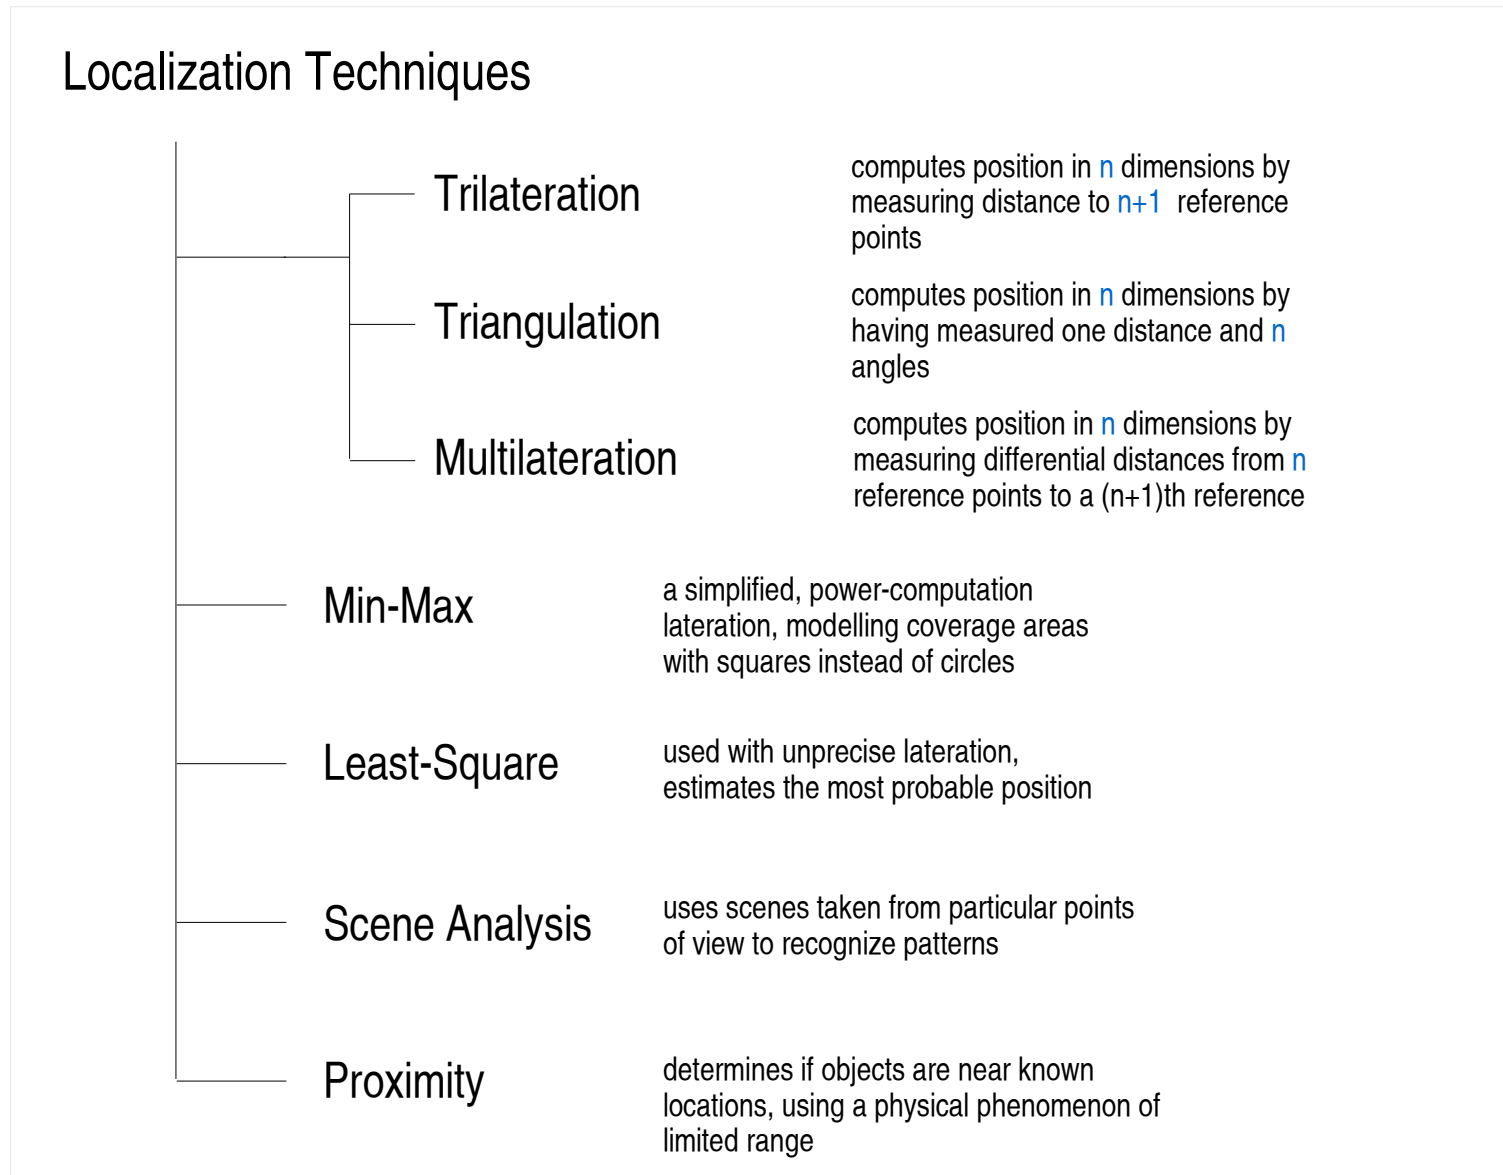 Localization Techniques
Trilateration
computes position in n dimensions by
measuring distance to n+1 reference
points
Triangulation
computes position in n dimensions by
having measured one distance and n
angles
Multilateration
computes position in n dimensions by
measuring differential distances from n
reference points to a (n+1)th reference
Min-Max
a simplified, power-computation
lateration, modelling coverage areas
with squares instead of circles
Least-Square
used with unprecise lateration,
estimates the most probable position
Scene Analysis
uses scenes taken from particular points
of view to recognize patterns
Proximity
determines if objects are near known
locations, using a physical phenomenon of
limited range